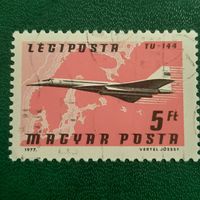 LÉGIPOSTA TU-144
5 Ft
MAGYAR POSTA
1977. VERTEL JÓZSEF